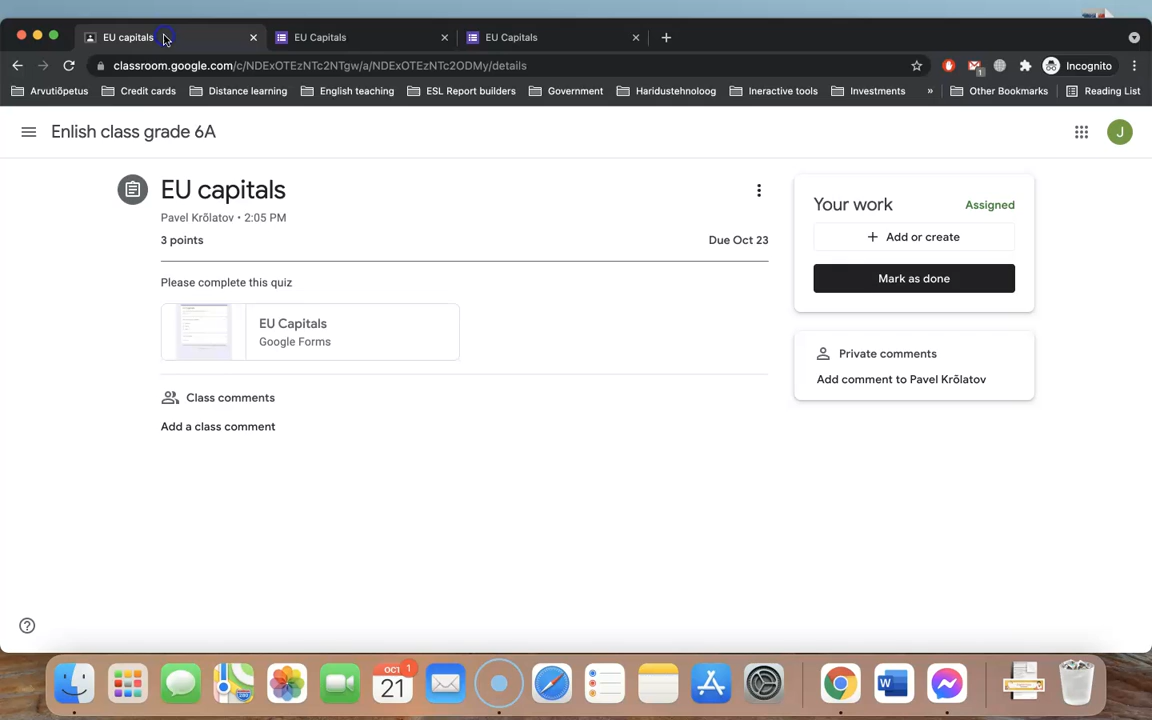 EU capitals
EU Capitals
EU Capitals
classroom.google.com/c/NDExOTEzNTc2NTgw/a/NDExOTEzNTc2ODMy/details
1
Incognito
Arvutiõpetus
Credit cards
Distance learning
English teaching
ESL Report builders
Government
Haridustehnoloog
Ineractive tools
Investments
»
Other Bookmarks
Reading List
Enlish class grade 6A
J
EU capitals
Pavel Krõlatov • 2:05 PM
3 points
Due Oct 23
Please complete this quiz
EU Capitals
Google Forms
Class comments
Add a class comment
Your work
Assigned
+ Add or create
Mark as done
Private comments
Add comment to Pavel Krõlatov
OCT
21
1